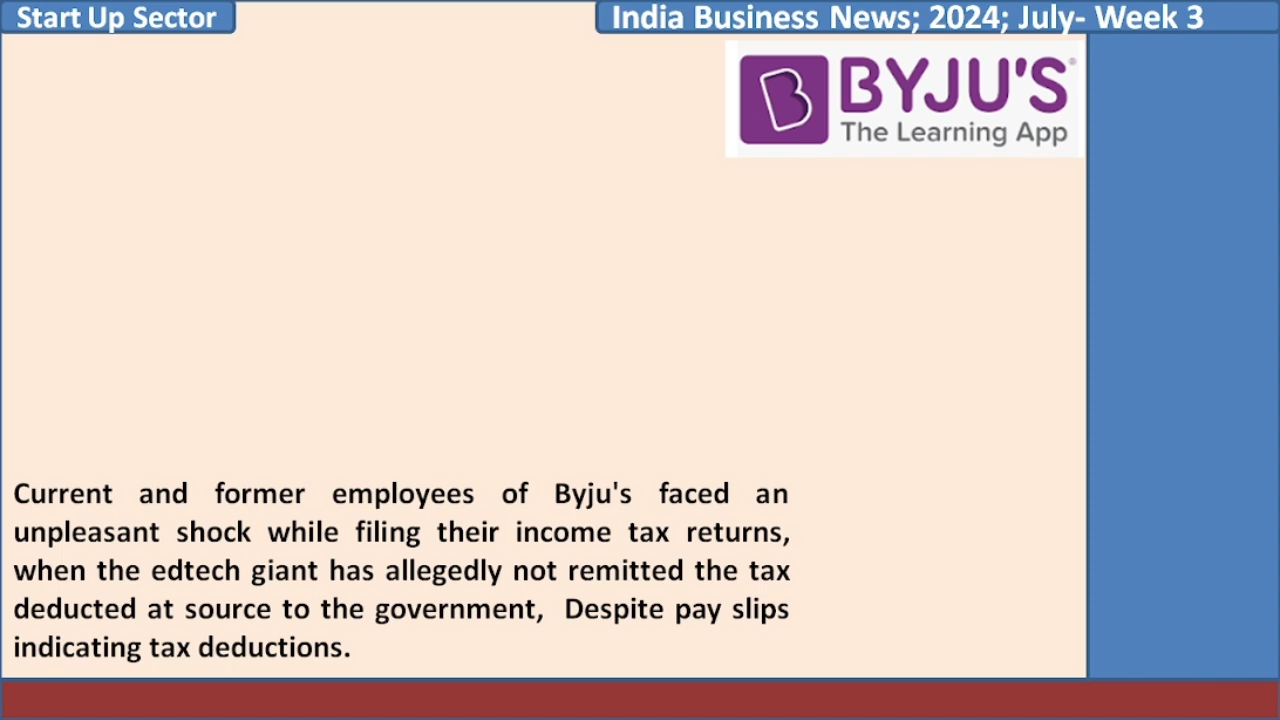 Start Up Sector
India Business News; 2024; July- Week 3
BYJU'S
The Learning App
Current and former employees of Byju's faced an
unpleasant shock while filing their income tax returns,
when the edtech giant has allegedly not remitted the tax
deducted at source to the government,  Despite pay slips
indicating tax deductions.